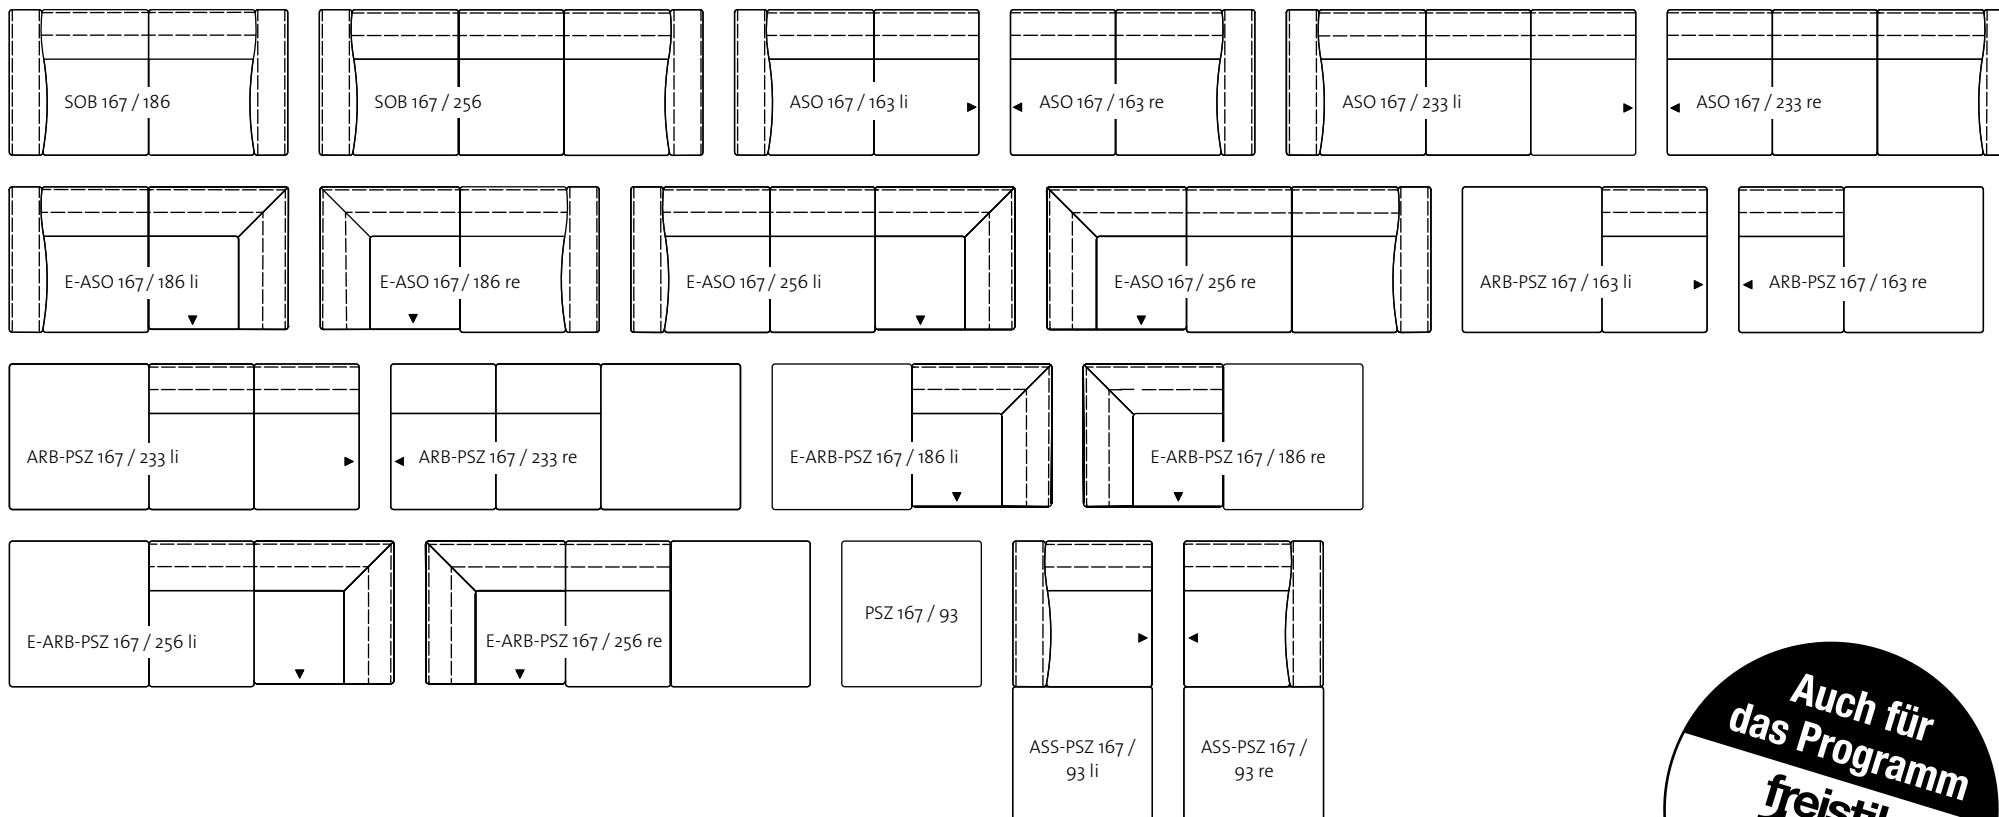 SOB 167 / 186
SOB 167 / 256
ASO 167 / 163 li
ASO 167 / 163 re
ASO 167 / 233 li
ASO 167 / 233 re
E-ASO 167 / 186 li
E-ASO 167 / 186 re
E-ASO 167 / 256 li
E-ASO 167 / 256 re
ARB-PSZ 167 / 163 li
ARB-PSZ 167 / 163 re
ARB-PSZ 167 / 233 li
ARB-PSZ 167 / 233 re
E-ARB-PSZ 167 / 186 li
E-ARB-PSZ 167 / 186 re
E-ARB-PSZ 167 / 256 li
E-ARB-PSZ 167 / 256 re
PSZ 167 / 93
ASS-PSZ 167 /
93 li
ASS-PSZ 167 /
93 re
Auch für
das Programm
freistil